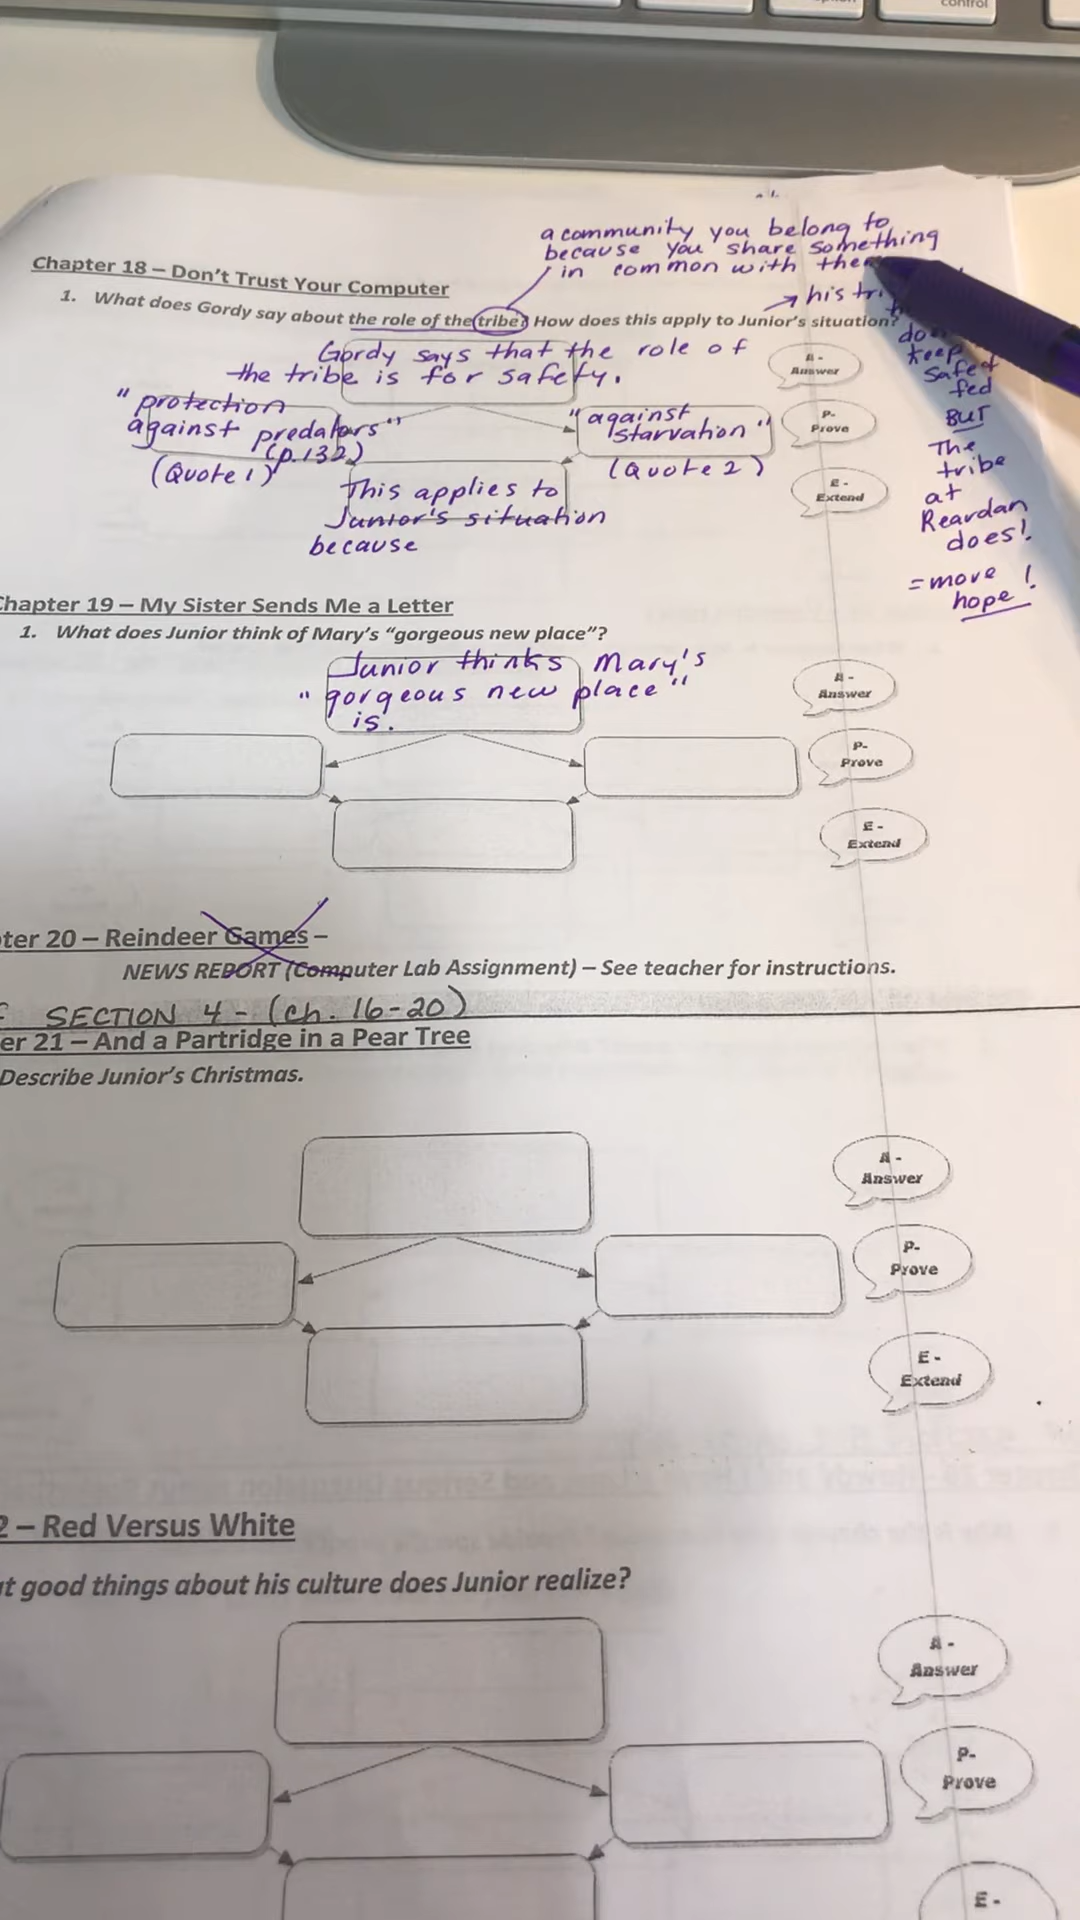 control
a community you belong to
because you share something
in common with
Chapter 18 – Don't Trust Your Computer
→ his
1. What does Gordy say about the role of the tribe? How does this apply to Junior's situation?
Gordy says that the role of
the tribe is for safety.
A -
Answer
keep
safe &
fed
BUT
The
tribe
at
Reardan
does!
= more
hope!
"protection
against predators"
(p.132)
(Quote 1)
"against
starvation"
(Quote 2)
P-
Prove
This applies to
Junior's situation
because
E -
Extend
Chapter 19 – My Sister Sends Me a Letter
1. What does Junior think of Mary's "gorgeous new place"?
Junior thinks Mary's
"gorgeous new place"
is.
A -
Answer
P-
Prove
E -
Extend
ter 20 – Reindeer Games –
NEWS REPORT (Computer Lab Assignment) – See teacher for instructions.
SECTION 4 - (ch. 16-20)
er 21 – And a Partridge in a Pear Tree
Describe Junior's Christmas.
A -
Answer
P-
Prove
E -
Extend
2 – Red Versus White
t good things about his culture does Junior realize?
A -
Answer
P-
Prove
E -